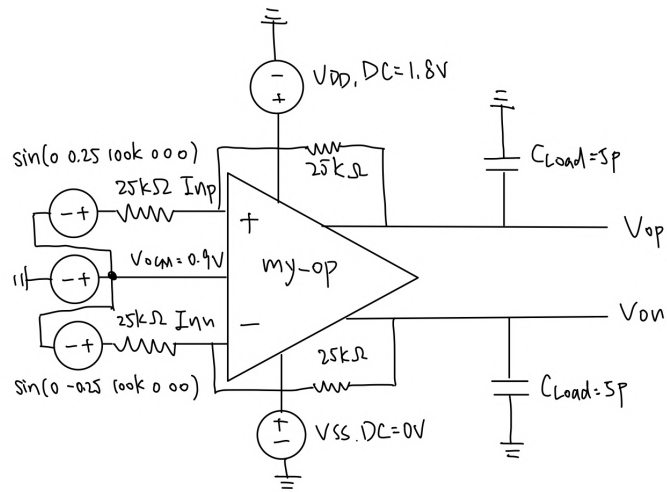 VDD, DC=1.8V
sin(0 0.25 100k 0 0 0)
25kΩ
CLoad=5p
25kΩ Inp
+
Vop
VOCM=0.9V
my-op
Von
25kΩ Inn
−
25kΩ
sin(0 -0.25 100k 0 0 0)
CLoad=5p
VSS. DC=0V